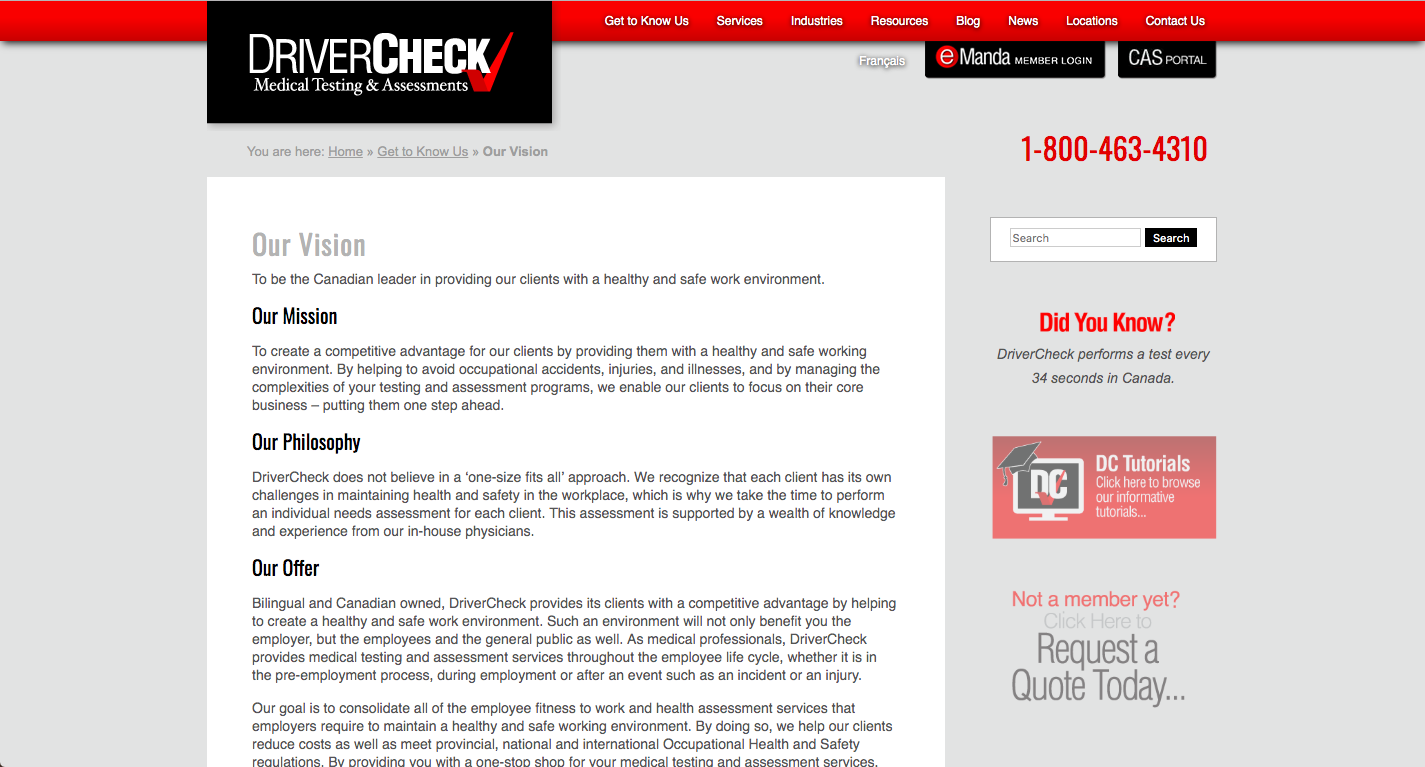 Get to Know Us Services Industries Resources Blog News Locations Contact Us
DRIVERCHECK
Medical Testing & Assessments
Français
eManda MEMBER LOGIN
CAS PORTAL
You are here: Home » Get to Know Us » Our Vision
1-800-463-4310
Our Vision
To be the Canadian leader in providing our clients with a healthy and safe work environment.
Our Mission
To create a competitive advantage for our clients by providing them with a healthy and safe working
environment. By helping to avoid occupational accidents, injuries, and illnesses, and by managing the
complexities of your testing and assessment programs, we enable our clients to focus on their core
business – putting them one step ahead.
Our Philosophy
DriverCheck does not believe in a ‘one-size fits all’ approach. We recognize that each client has its own
challenges in maintaining health and safety in the workplace, which is why we take the time to perform
an individual needs assessment for each client. This assessment is supported by a wealth of knowledge
and experience from our in-house physicians.
Our Offer
Bilingual and Canadian owned, DriverCheck provides its clients with a competitive advantage by helping
to create a healthy and safe work environment. Such an environment will not only benefit you the
employer, but the employees and the general public as well. As medical professionals, DriverCheck
provides medical testing and assessment services throughout the employee life cycle, whether it is in
the pre-employment process, during employment or after an event such as an incident or an injury.
Our goal is to consolidate all of the employee fitness to work and health assessment services that
employers require to maintain a healthy and safe working environment. By doing so, we help our clients
reduce costs as well as meet provincial, national and international Occupational Health and Safety
regulations. By providing you with a one-stop shop for your medical testing and assessment services,
Search Search
Did You Know?
DriverCheck performs a test every
34 seconds in Canada.
DC
DC Tutorials
Click here to browse
our informative
tutorials...
Not a member yet?
Click Here to
Request a
Quote Today...